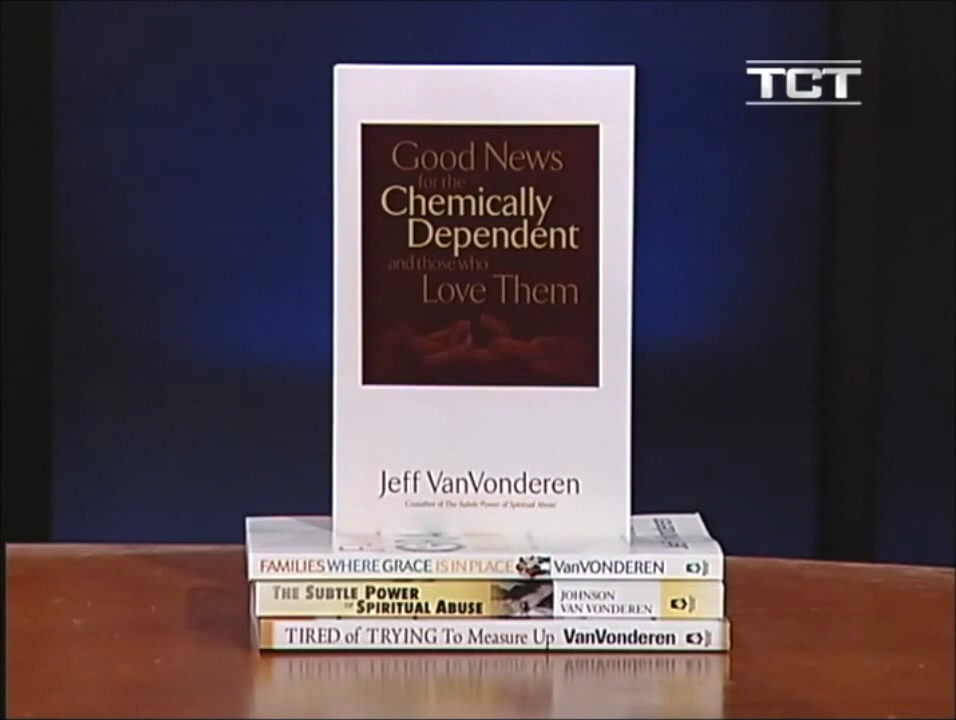 TCT
Good News
for the
Chemically
Dependent
and those who
Love Them
Jeff VanVonderen
Coauthor of The Subtle Power of Spiritual Abuse
FAMILIES WHERE GRACE IS IN PLACE VanVONDEREN
THE SUBTLE POWER
OF SPIRITUAL ABUSE
JOHNSON
VAN VONDEREN
TIRED of TRYING To Measure Up VanVonderen